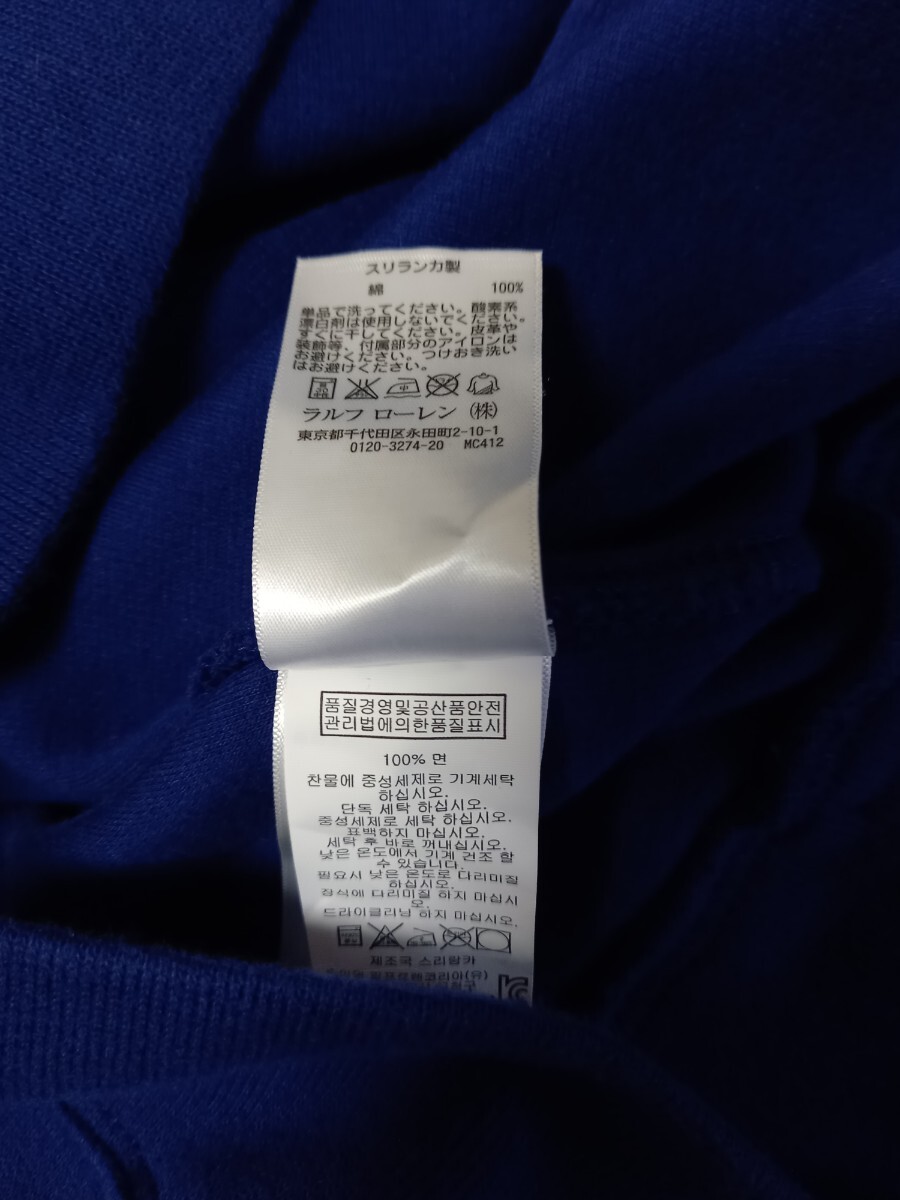 スリランカ製
綿 100%
単品で洗ってください。酸素系
漂白剤は使用しないでください。
すぐに干してください。皮革や
装飾等、付属部分のアイロンは
お避けください。つけおき洗い
はお避けください。
中
ラルフ ローレン (株)
東京都千代田区永田町2-10-1
0120-3274-20 MC412
품질경영및공산품안전
관리법에의한품질표시
100% 면
찬물에 중성세제로 기계세탁
하십시오.
단독 세탁 하십시오.
중성세제로 세탁 하십시오.
표백하지 마십시오.
세탁 후 바로 꺼내십시오.
낮은 온도에서 기계 건조 할
수 있습니다.
필요시 낮은 온도로 다리미질
하십시오.
장식에 다리미질 하지 마십시
오.
드라이클리닝 하지 마십시오.
제조국 스리랑카